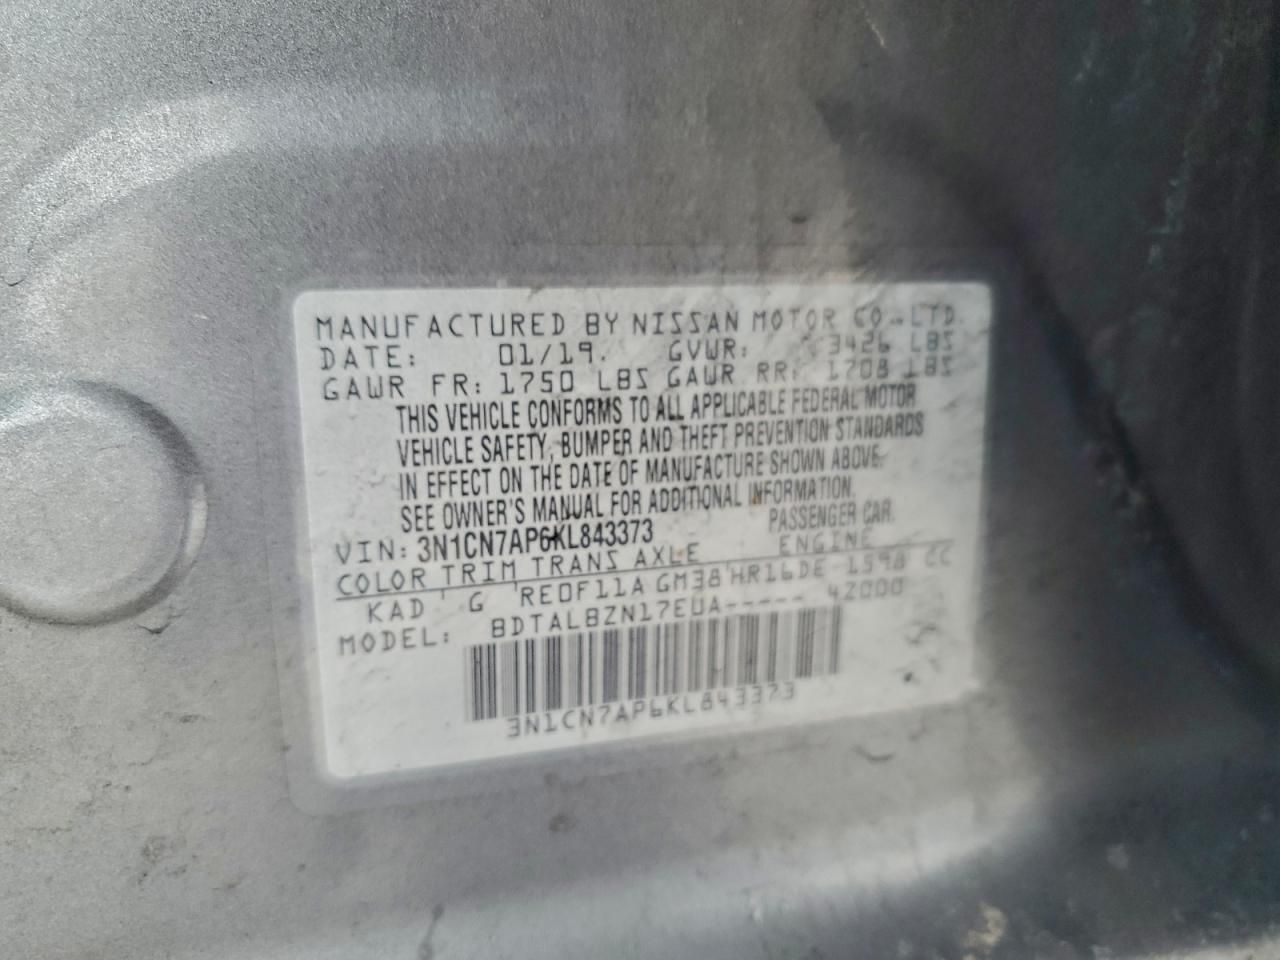 MANUFACTURED BY NISSAN MOTOR CO., LTD.
DATE: 01/19. GVWR: 3426 LBS
GAWR FR: 1750 LBS GAWR RR: 1708 LBS
THIS VEHICLE CONFORMS TO ALL APPLICABLE FEDERAL MOTOR
VEHICLE SAFETY, BUMPER AND THEFT PREVENTION STANDARDS
IN EFFECT ON THE DATE OF MANUFACTURE SHOWN ABOVE.
SEE OWNER'S MANUAL FOR ADDITIONAL INFORMATION.
VIN: 3N1CN7AP6KL843373 PASSENGER CAR.
COLOR TRIM TRANS AXLE ENGINE
KAD G RE0F11A GM38 HR16DE 1598 CC
MODEL: BDTALBZN17EUA----- 4Z000
3N1CN7AP6KL843373